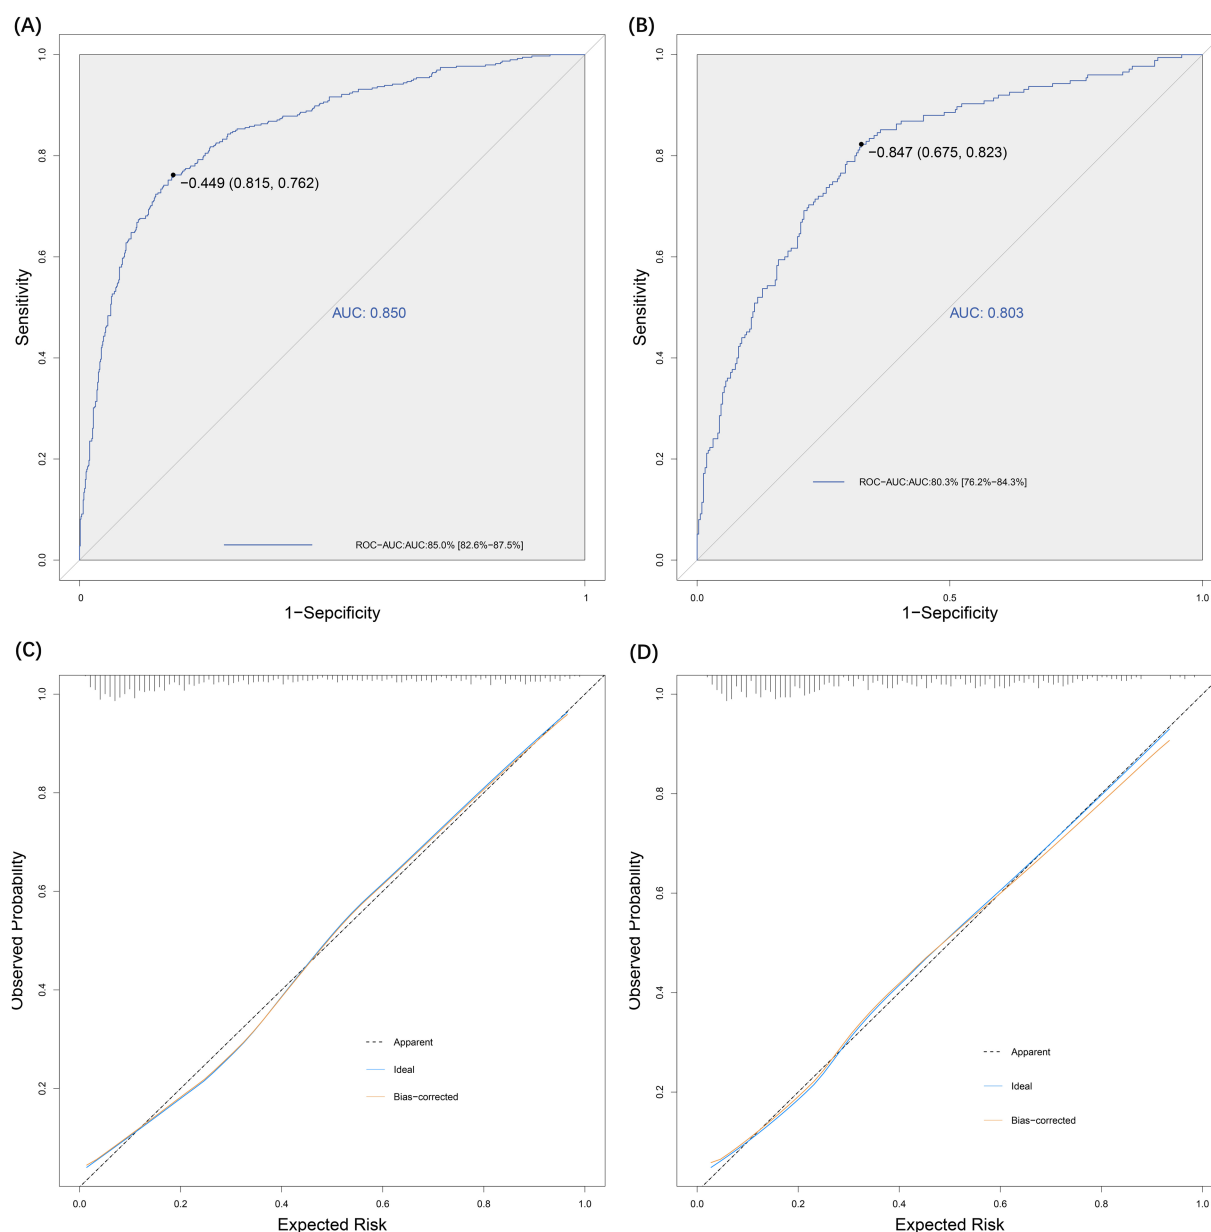 (A)
1.0
0.8
0.6
0.4
0.2
0.0
Sensitivity
−0.449 (0.815, 0.762)
AUC: 0.850
ROC−AUC:AUC:85.0% [82.6%−87.5%]
0
1
1−Sepcificity
(B)
1.0
0.8
0.6
0.4
0.2
0.0
Sensitivity
−0.847 (0.675, 0.823)
AUC: 0.803
ROC−AUC:AUC:80.3% [76.2%−84.3%]
0.0
0.5
1.0
1−Sepcificity
(C)
1.0
0.8
0.6
0.4
0.2
Observed Probability
Apparent
Ideal
Bias−corrected
0.0
0.2
0.4
0.6
0.8
1.0
Expected Risk
(D)
1.0
0.8
0.6
0.4
0.2
Observed Probability
Apparent
Ideal
Bias−corrected
0.0
0.2
0.4
0.6
0.8
1.0
Expected Risk